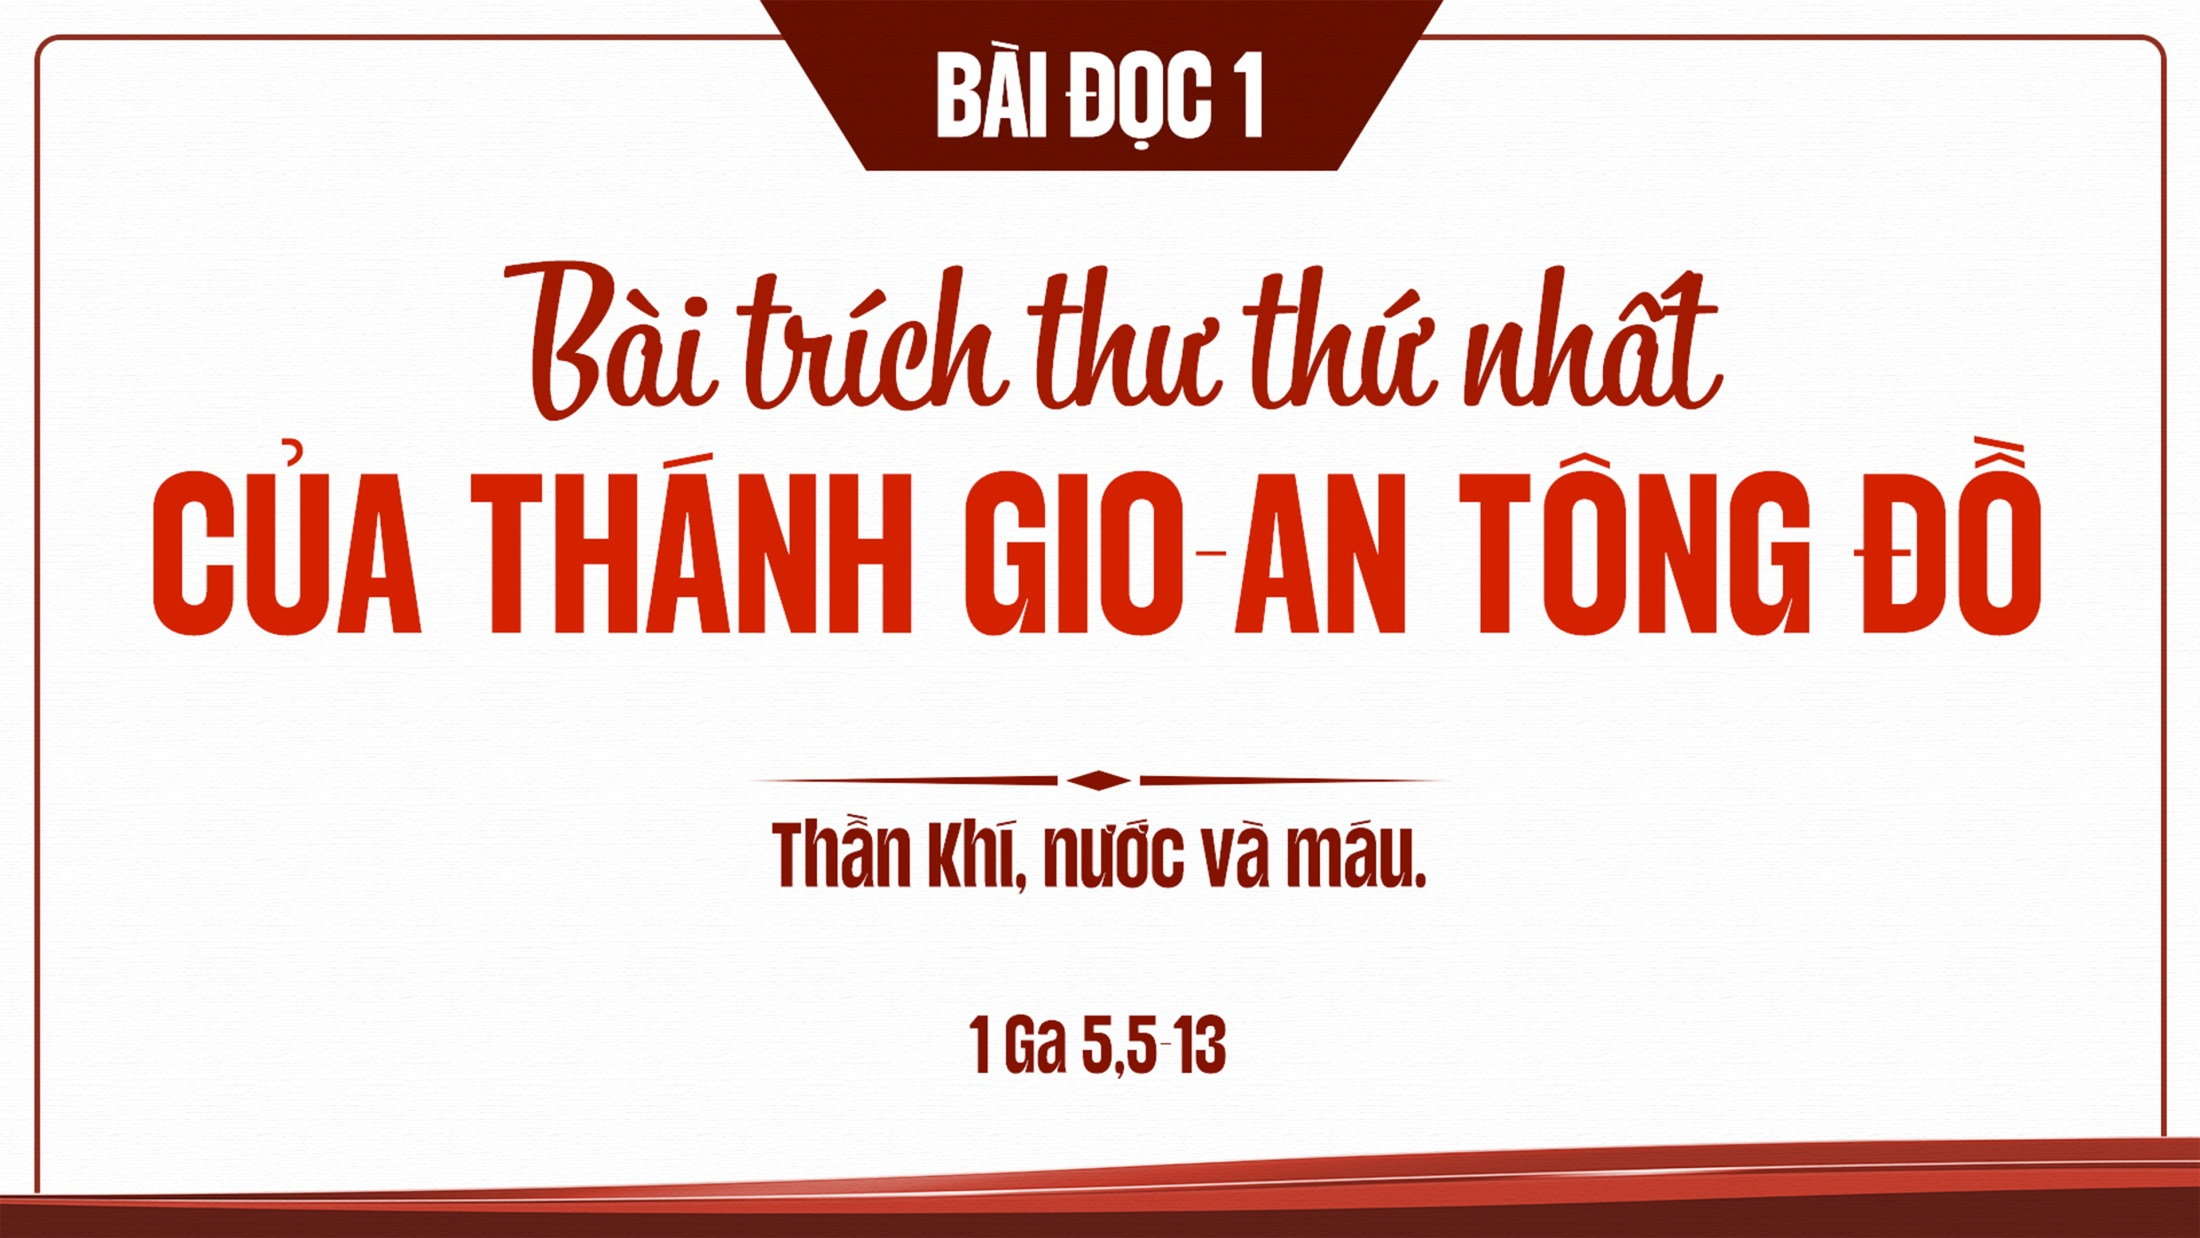 BÀI ĐỌC 1
Bài trích thư thứ nhất
CỦA THÁNH GIO-AN TÔNG ĐỒ
Thần Khí, nước và máu.
1 Ga 5,5-13